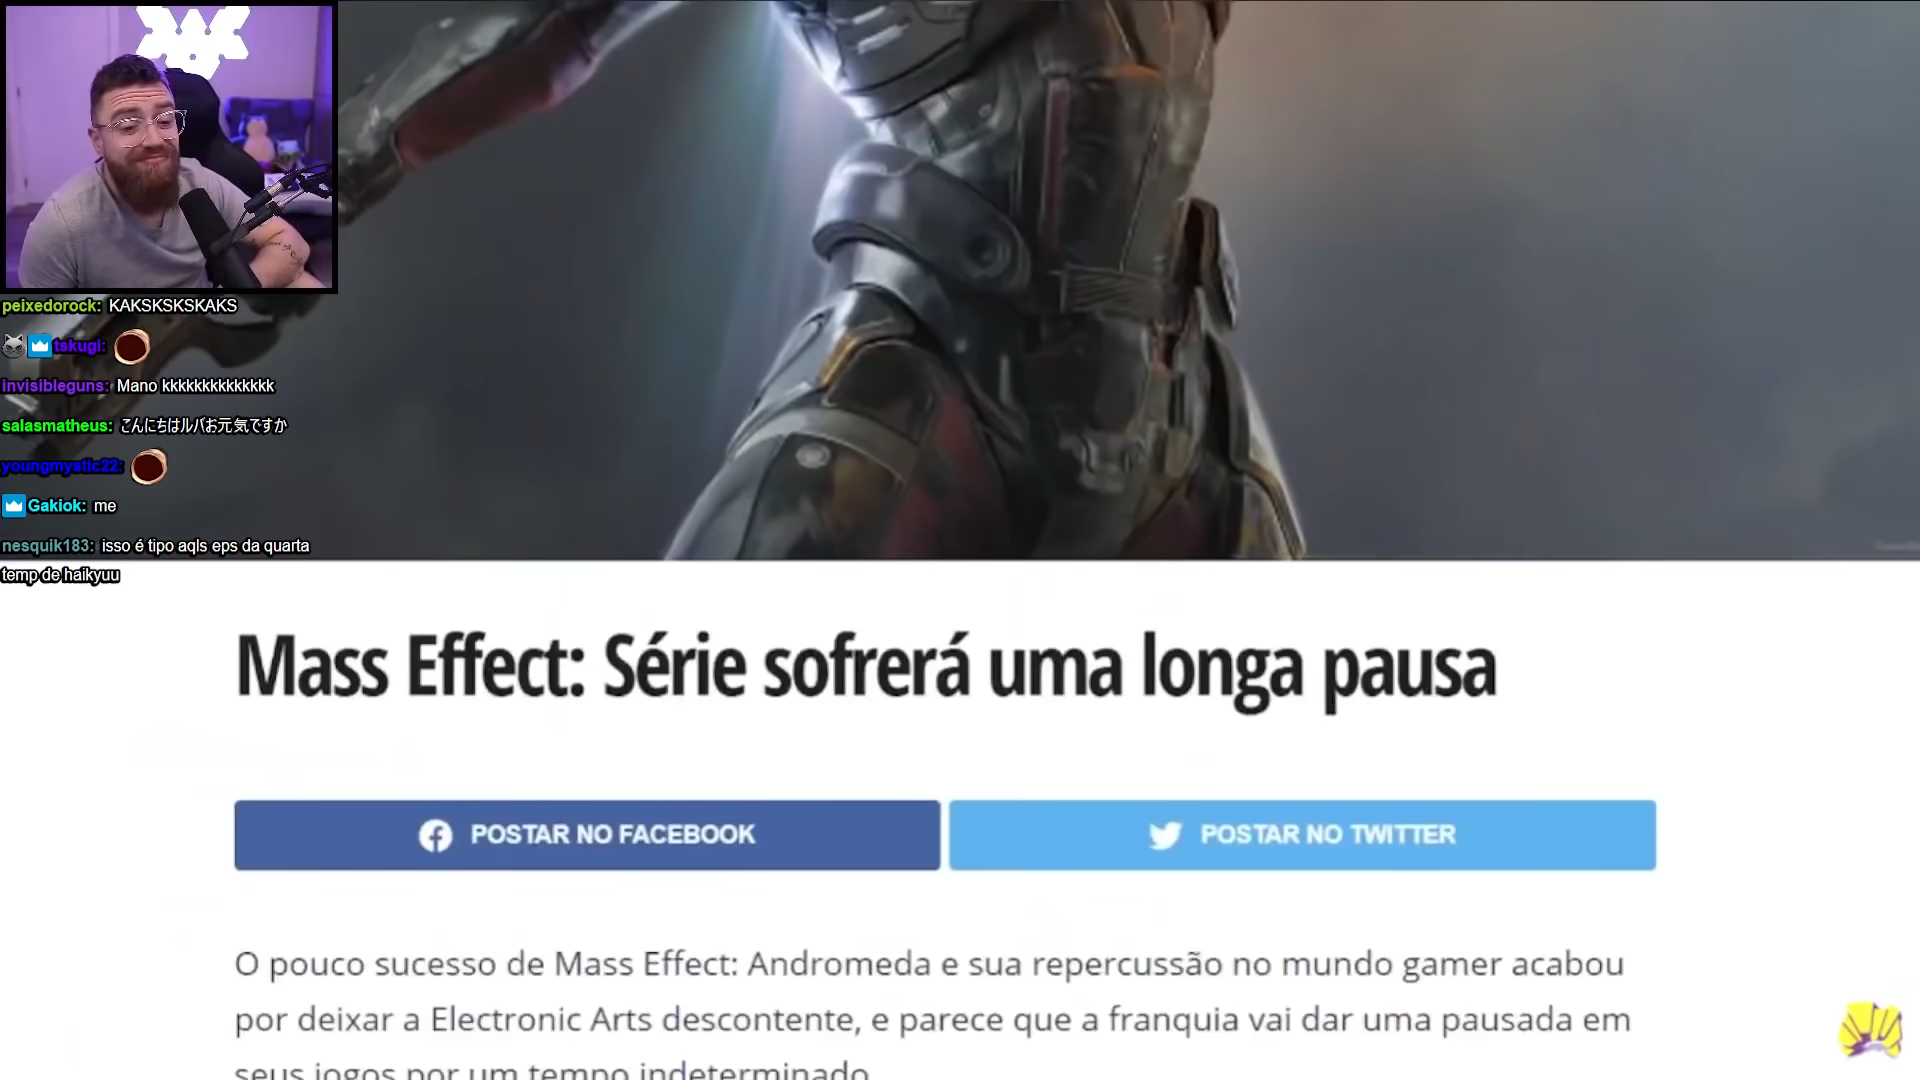 peixedorock: KAKSKSKSKAKS
tskugi:
invisibleguns: Mano kkkkkkkkkkkkkk
salasmatheus: こんにちはルバお元気ですか
youngmystic22:
Gakiok: me
nesquik183: isso é tipo aqls eps da quarta
temp de haikyuu
Mass Effect: Série sofrerá uma longa pausa
POSTAR NO FACEBOOK
POSTAR NO TWITTER
O pouco sucesso de Mass Effect: Andromeda e sua repercussão no mundo gamer acabou
por deixar a Electronic Arts descontente, e parece que a franquia vai dar uma pausada em
seus jogos por um tempo indeterminado